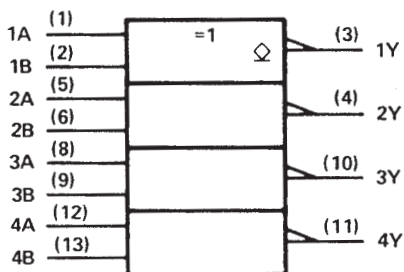 1A (1) =1 (3) 1Y
1B (2)
2A (5) (4) 2Y
2B (6)
3A (8) (10) 3Y
3B (9)
4A (12) (11) 4Y
4B (13)